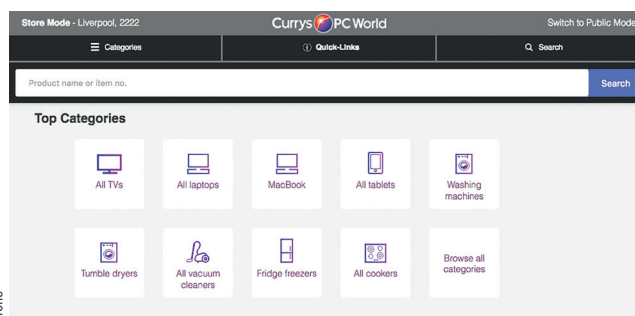 Store Mode - Liverpool, 2222
Currys PC World
Switch to Public Mode
Categories
Quick-Links
Search
Product name or item no.
Search
Top Categories
All TVs
All laptops
MacBook
All tablets
Washing
machines
Tumble dryers
All vacuum
cleaners
Fridge freezers
All cookers
Browse all
categories